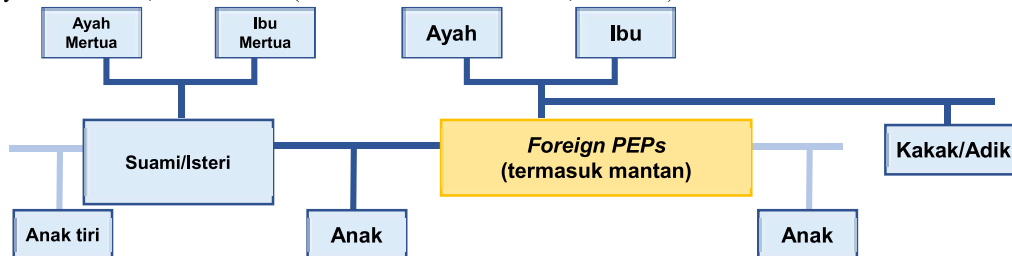 Ayah
Mertua
Ibu
Mertua
Ayah
Ibu
Suami/Isteri
Foreign PEPs
(termasuk mantan)
Kakak/Adik
Anak tiri
Anak
Anak